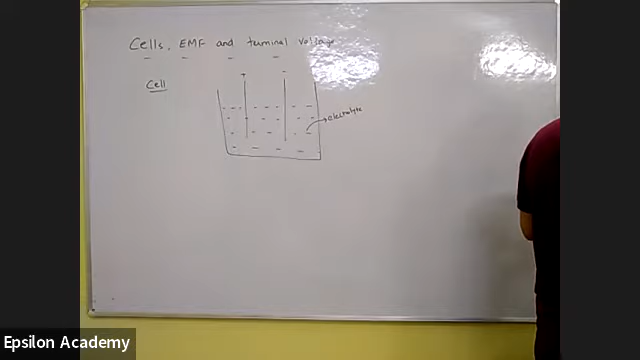 Cells, EMF and terminal voltage
Cell
+ -
electrolyte
Epsilon Academy